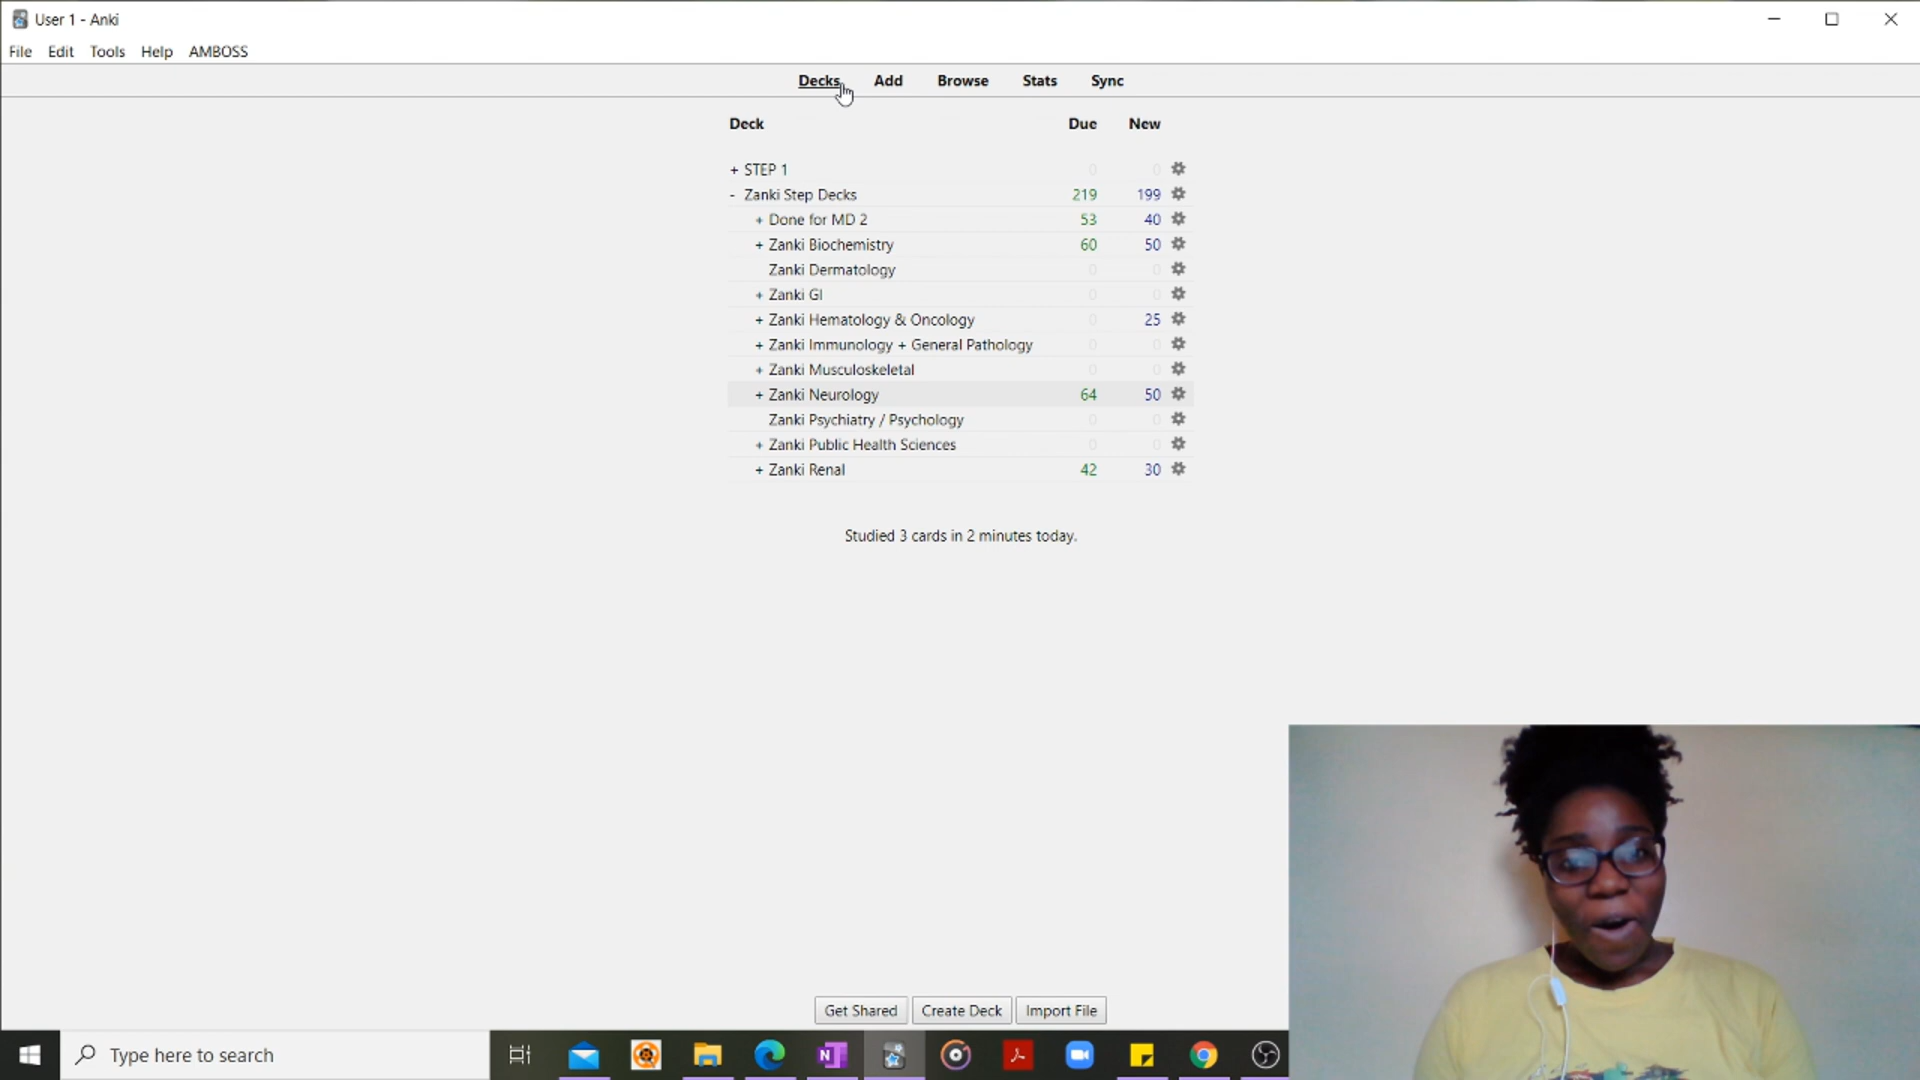 User 1 - Anki
File Edit Tools Help AMBOSS
Decks Add Browse Stats Sync
Deck Due New
+ STEP 1 0 0
- Zanki Step Decks 219 199
+ Done for MD 2 53 40
+ Zanki Biochemistry 60 50
Zanki Dermatology 0 0
+ Zanki GI 0 0
+ Zanki Hematology & Oncology 0 25
+ Zanki Immunology + General Pathology 0 0
+ Zanki Musculoskeletal 0 0
+ Zanki Neurology 64 50
Zanki Psychiatry / Psychology 0 0
+ Zanki Public Health Sciences 0 0
+ Zanki Renal 42 30
Studied 3 cards in 2 minutes today.
Get Shared Create Deck Import File
Type here to search